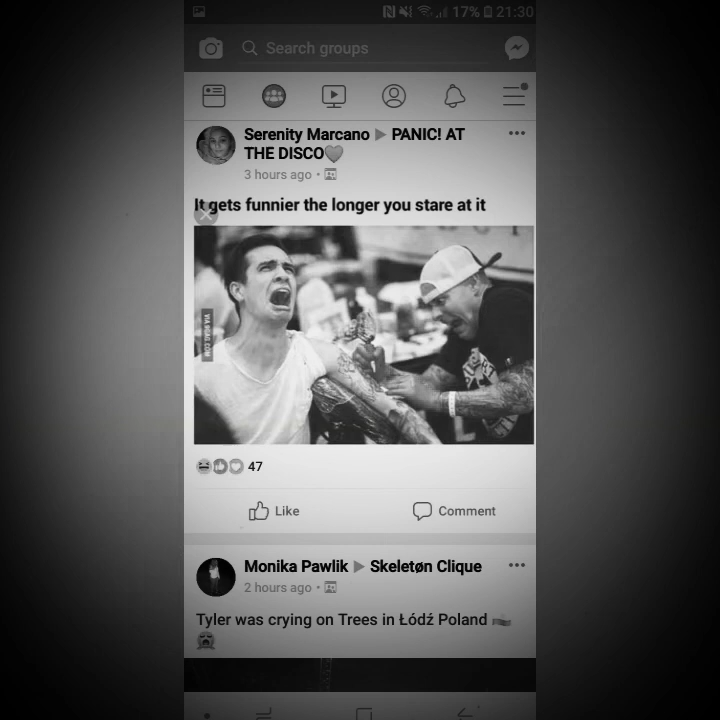 17% 21:30
Search groups
Serenity Marcano ▶ PANIC! AT
THE DISCO
3 hours ago
It gets funnier the longer you stare at it
VIA 9GAG.COM
47
Like Comment
Monika Pawlik ▶ Skeletøn Clique
2 hours ago
Tyler was crying on Trees in Łódź Poland